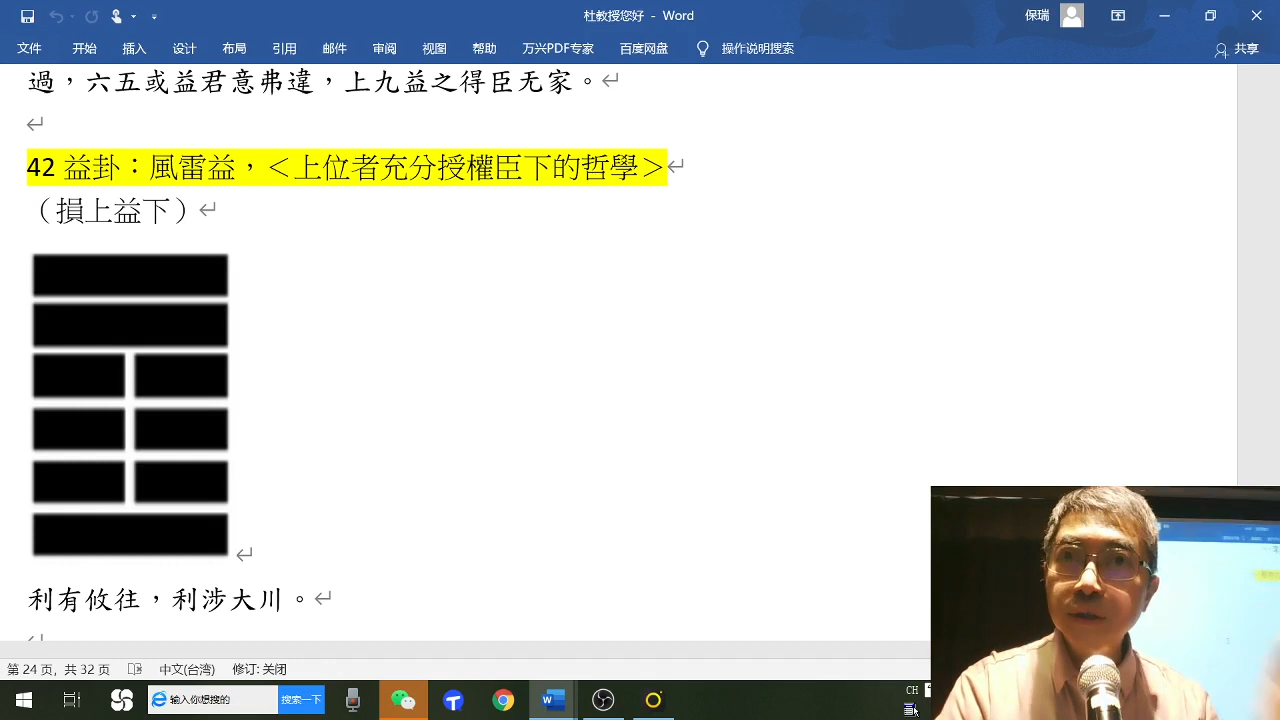 杜教授您好 - Word
保瑞
文件 开始 插入 设计 布局 引用 邮件 审阅 视图 帮助 万兴PDF专家 百度网盘 操作说明搜索 共享
過，六五或益君意弗違，上九益之得臣无家。
42 益卦：風雷益，＜上位者充分授權臣下的哲學＞
（損上益下）
利有攸往，利涉大川。
第 24 页，共 32 页 中文(台湾) 修订: 关闭
输入你想搜的 搜索一下 CH